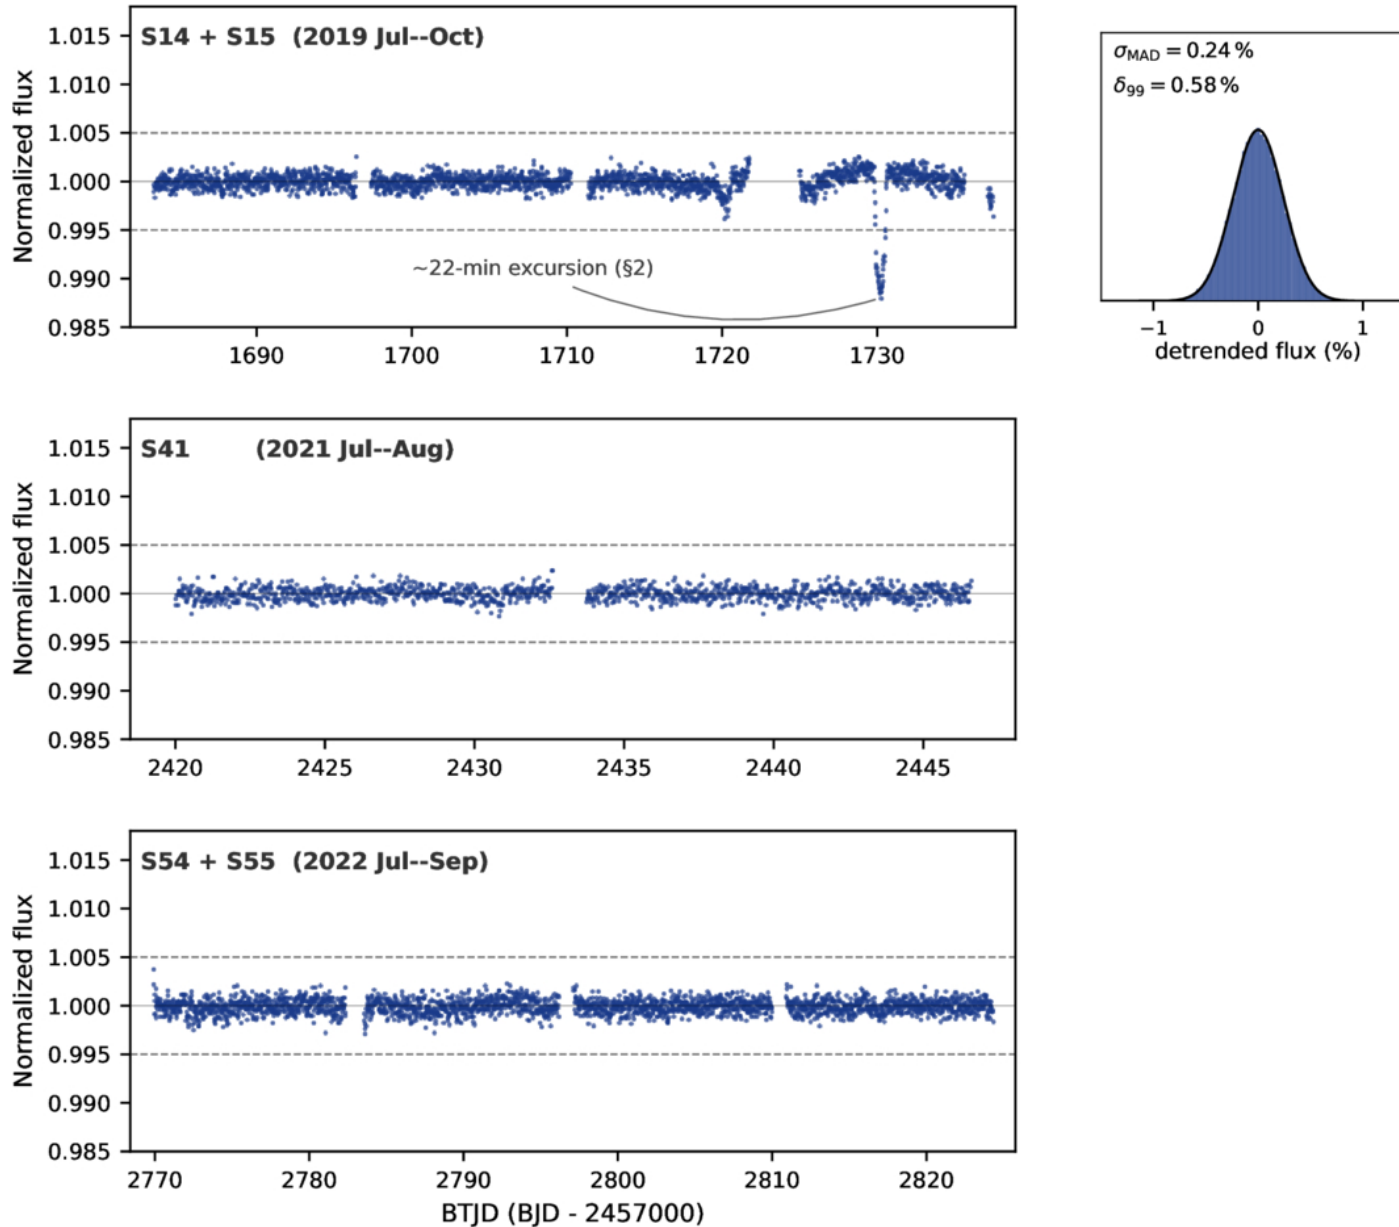 S14 + S15 (2019 Jul--Oct)
Normalized flux
1.015
1.010
1.005
1.000
0.995
0.990
0.985
~22-min excursion (§2)
1690 1700 1710 1720 1730
σMAD = 0.24 %
δ99 = 0.58 %
−1 0 1
detrended flux (%)
S41 (2021 Jul--Aug)
Normalized flux
1.015
1.010
1.005
1.000
0.995
0.990
0.985
2420 2425 2430 2435 2440 2445
S54 + S55 (2022 Jul--Sep)
Normalized flux
1.015
1.010
1.005
1.000
0.995
0.990
0.985
2770 2780 2790 2800 2810 2820
BTJD (BJD - 2457000)